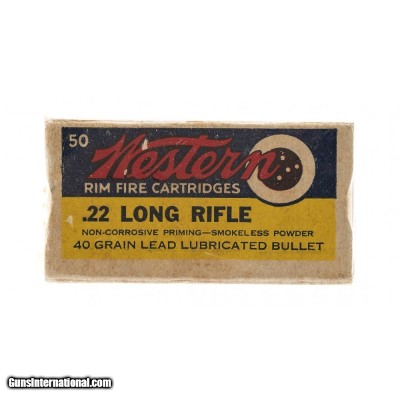 50
Western
RIM FIRE CARTRIDGES
.22 LONG RIFLE
NON-CORROSIVE PRIMING—SMOKELESS POWDER
40 GRAIN LEAD LUBRICATED BULLET
GunsInternational.com